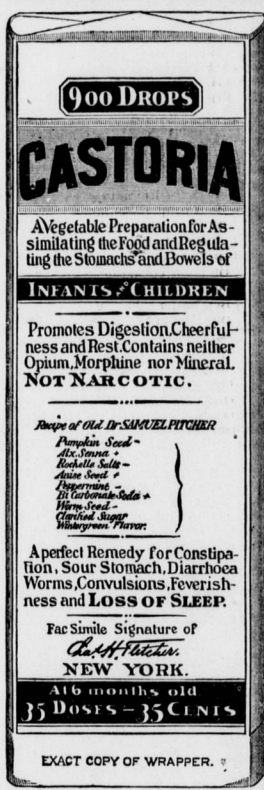 900 DROPS
CASTORIA
AVegetable Preparation for As-
similating the Food and Regula-
ting the Stomachs and Bowels of
INFANTS & CHILDREN
Promotes Digestion, Cheerful-
ness and Rest. Contains neither
Opium, Morphine nor Mineral.
NOT NARCOTIC.
Recipe of Old Dr SAMUEL PITCHER
Pumpkin Seed -
Alx. Senna +
Rochelle Salts -
Anise Seed +
Peppermint -
Bi Carbonate Soda +
Worm Seed -
Clarified Sugar
Wintergreen Flavor.
A perfect Remedy for Constipa-
tion, Sour Stomach, Diarrhoea
Worms, Convulsions, Feverish-
ness and LOSS OF SLEEP.
Fac Simile Signature of
Chas. H. Fletcher.
NEW YORK.
At 6 months old
35 DOSES – 35 CENTS
EXACT COPY OF WRAPPER.